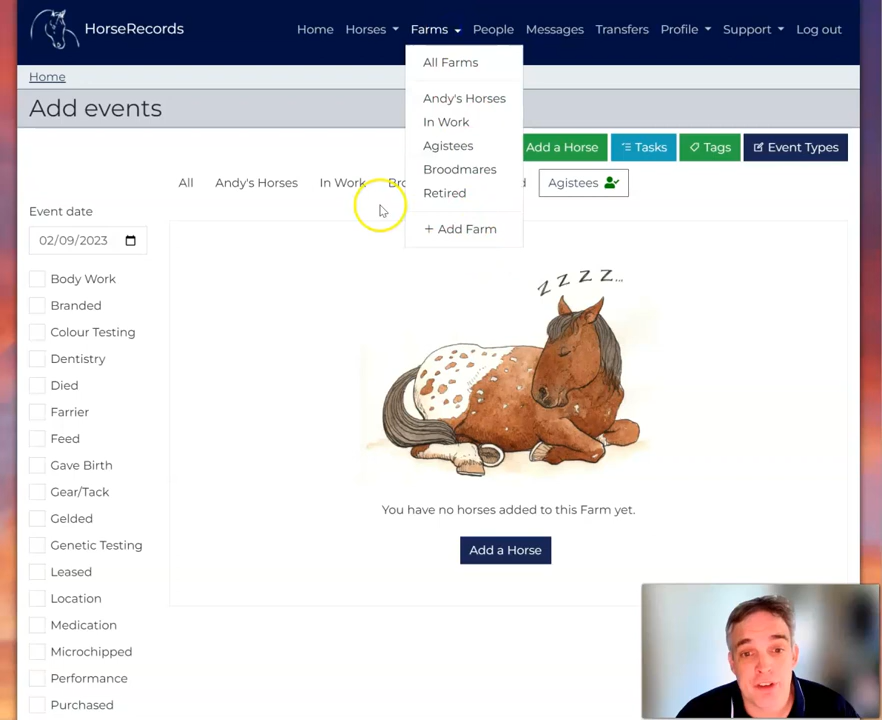 HorseRecords
Home Horses Farms People Messages Transfers Profile Support Log out
Home
All Farms
Add events
Andy's Horses
In Work
Agistees
Broodmares
Retired
+ Add Farm
Add a Horse Tasks Tags Event Types
All Andy's Horses In Work Bro d Agistees
Event date
02/09/2023
Body Work
Branded
Colour Testing
Dentistry
Died
Farrier
Feed
Gave Birth
Gear/Tack
Gelded
Genetic Testing
Leased
Location
Medication
Microchipped
Performance
Purchased
z z z z...
You have no horses added to this Farm yet.
Add a Horse